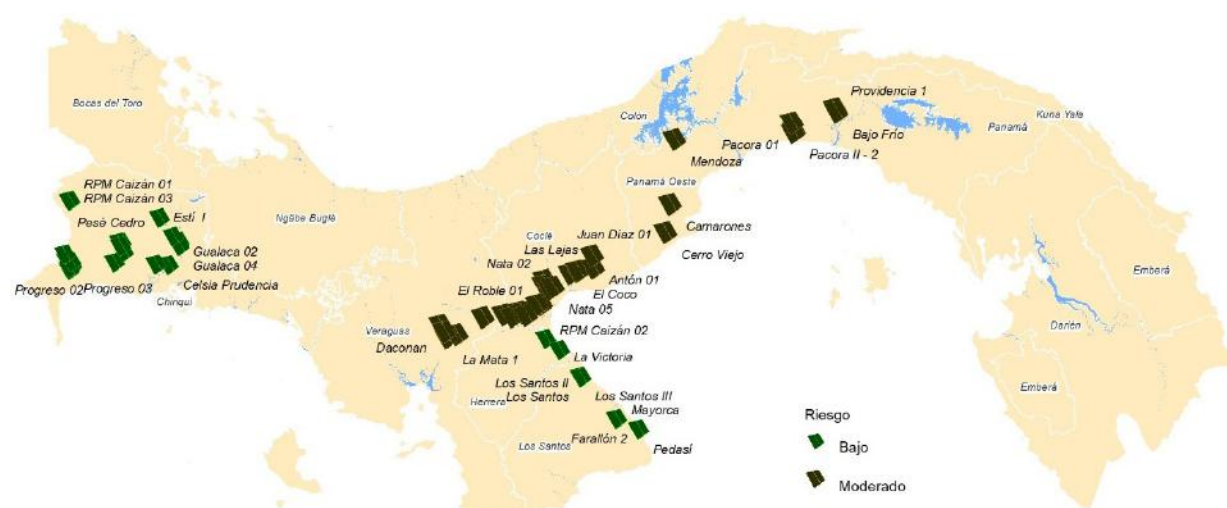 Providencia 1
Bocas del Toro
Kuna Yala
Colón
Panamá
Bajo Frío
Pacora 01
Pacora II - 2
Mendoza
RPM Caizán 01
Panamá Oeste
RPM Caizán 03
Pesé Cedro
Estí I
Ngäbe Buglé
Camarones
Coclé
Juan Díaz 01
Las Lajas
Cerro Viejo
Gualaca 02
Nata 02
Gualaca 04
Antón 01
Emberá
Progreso 02
Progreso 03
Celsia Prudencia
El Roble 01
El Coco
Chiriquí
Nata 05
Veraguas
RPM Caizán 02
Darién
Daconan
La Mata 1
La Victoria
Los Santos II
Emberá
Los Santos
Los Santos III
Herrera
Mayorca
Riesgo
Farallón 2
Los Santos
Pedasí
Bajo
Moderado